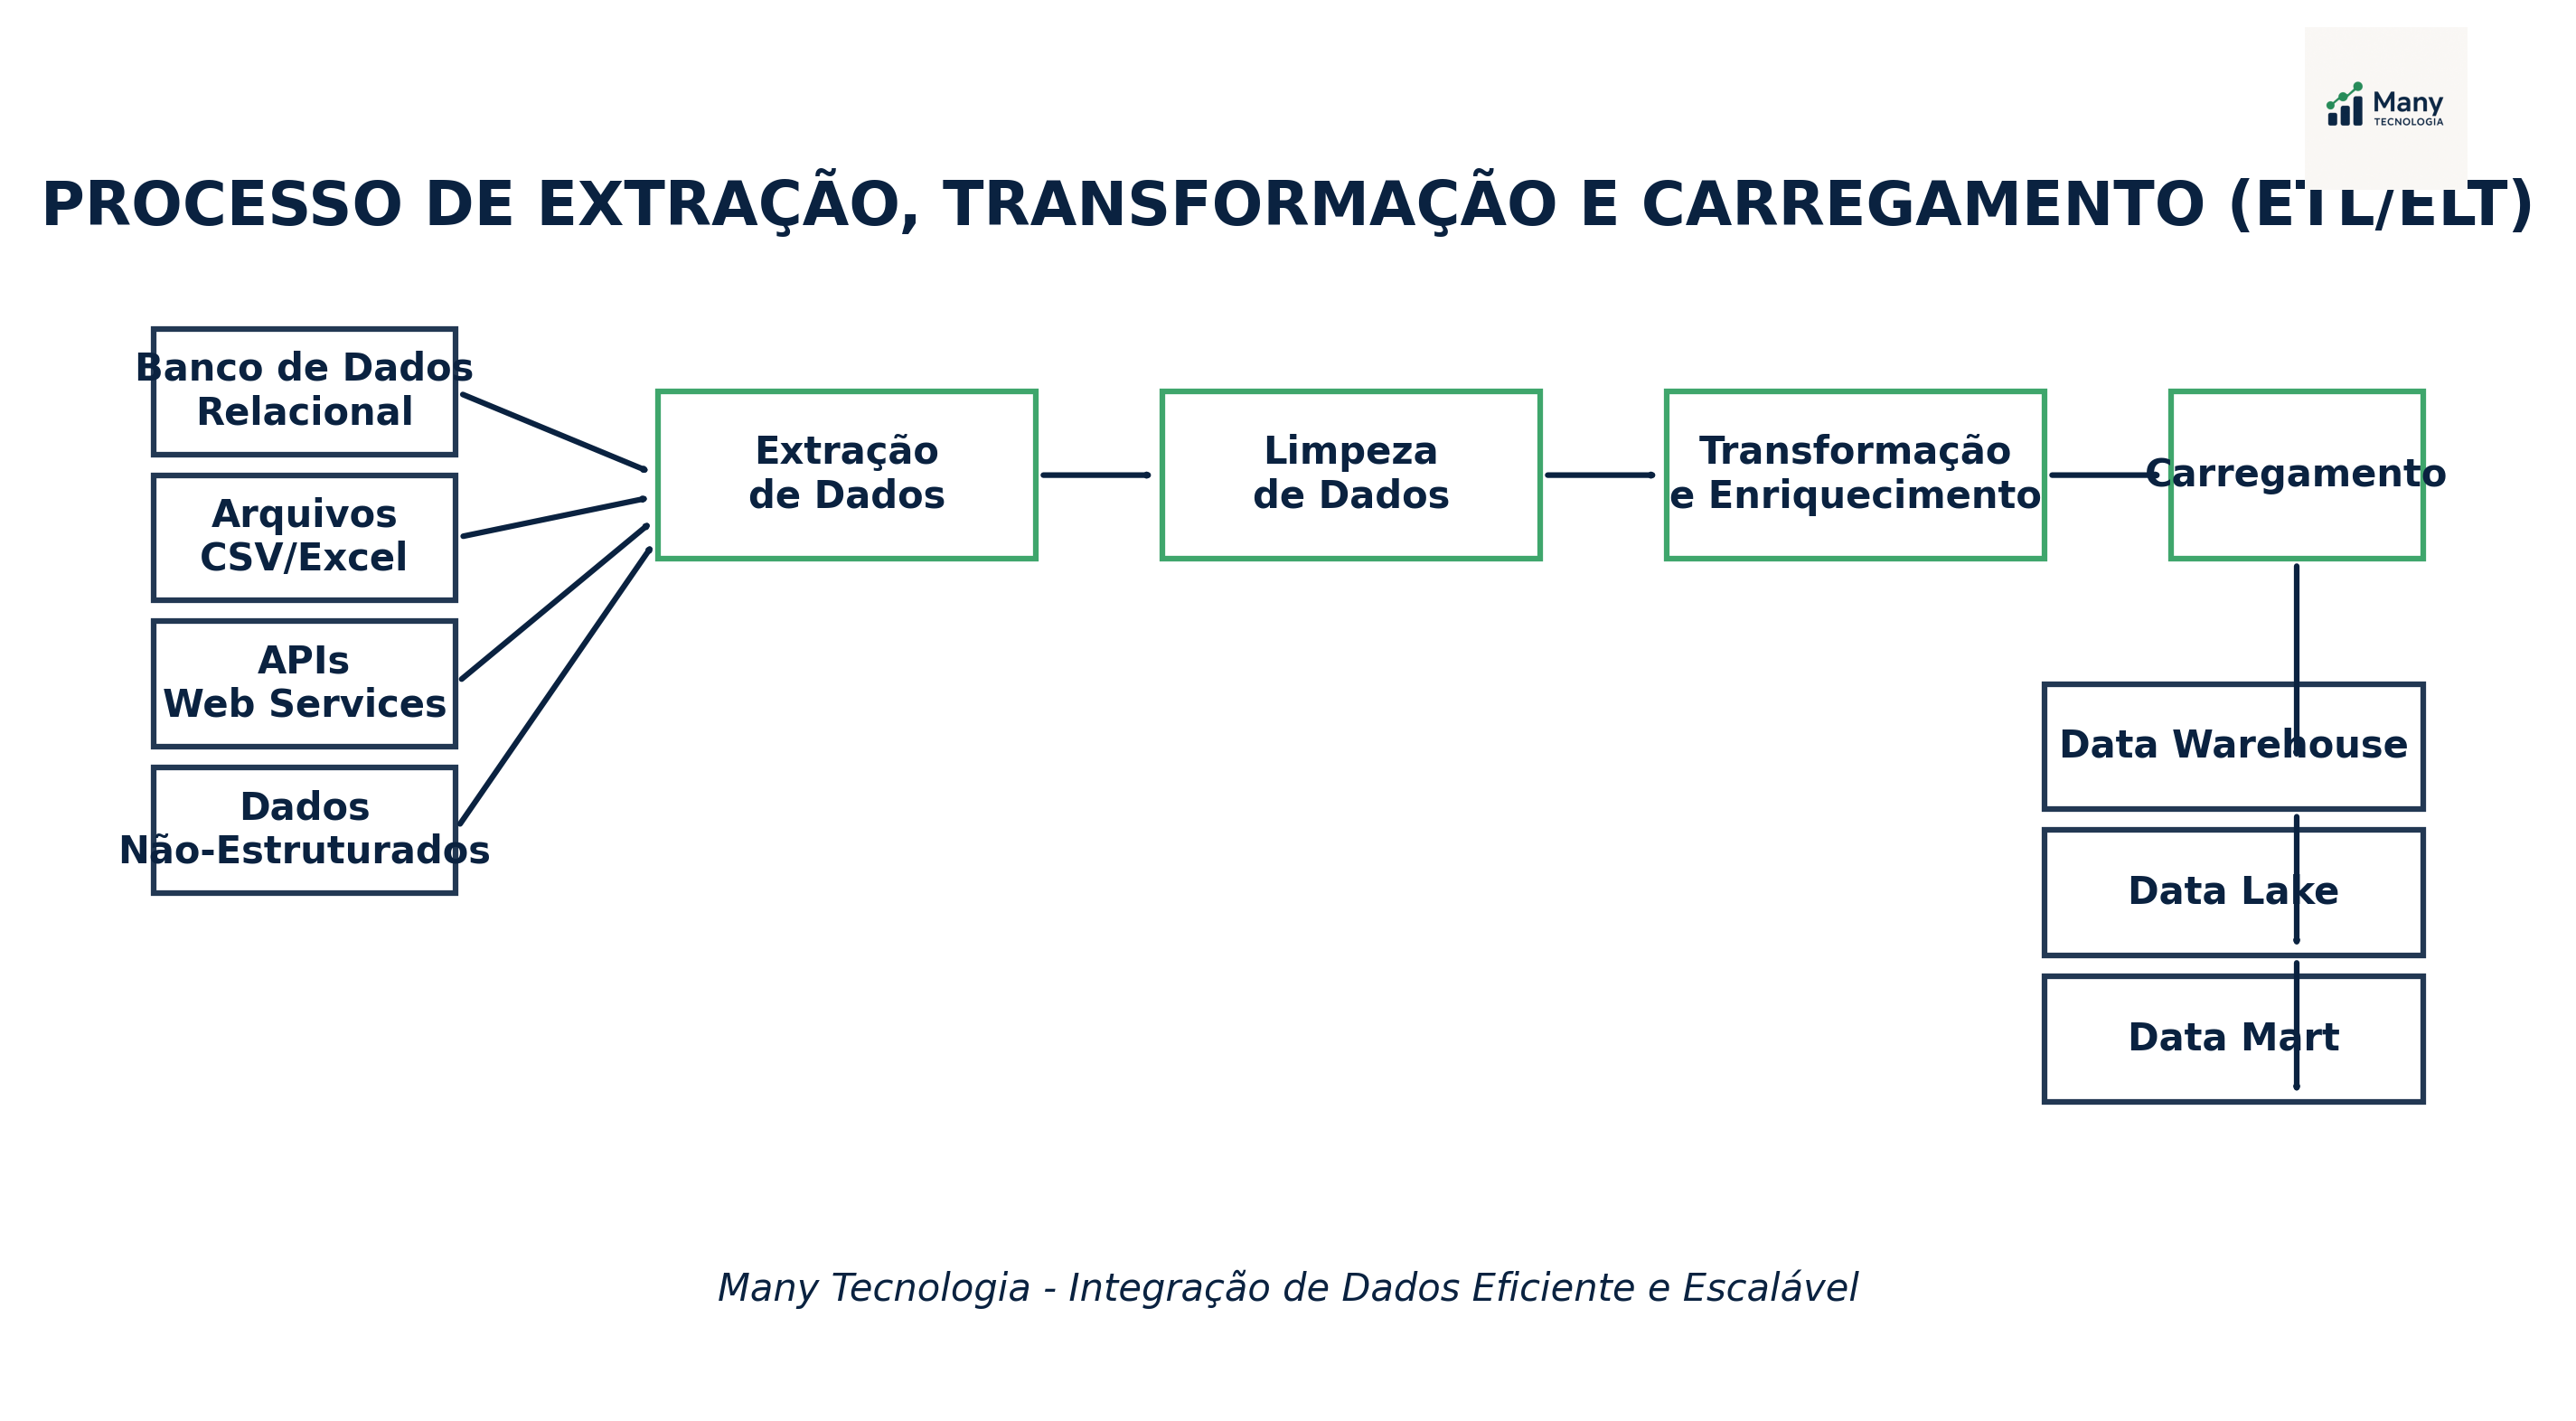 Many
TECNOLOGIA
PROCESSO DE EXTRAÇÃO, TRANSFORMAÇÃO E CARREGAMENTO (ETL/ELT)
Banco de Dados
Relacional
Arquivos
CSV/Excel
APIs
Web Services
Dados
Não-Estruturados
Extração
de Dados
Limpeza
de Dados
Transformação
e Enriquecimento
Carregamento
Data Warehouse
Data Lake
Data Mart
Many Tecnologia - Integração de Dados Eficiente e Escalável